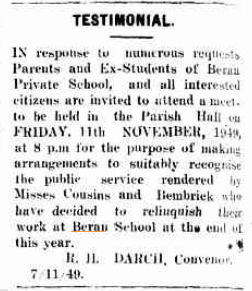 TESTIMONIAL.
IN response to numerous requests
Parents and Ex-Students of Beran
Private School, and all interested
citizens are invited to attend a meet-
to be held in the Parish Hall on
FRIDAY, 11th NOVEMBER, 1949,
at 8 p.m for the purpose of making
arrangements to suitably recognise
the public service rendered by
Misses Cousins and Bembrick who
have decided to relinquish their
work at Beran School at the end of
this year.
R. H. DARCH, Convenor.
7/11/49.